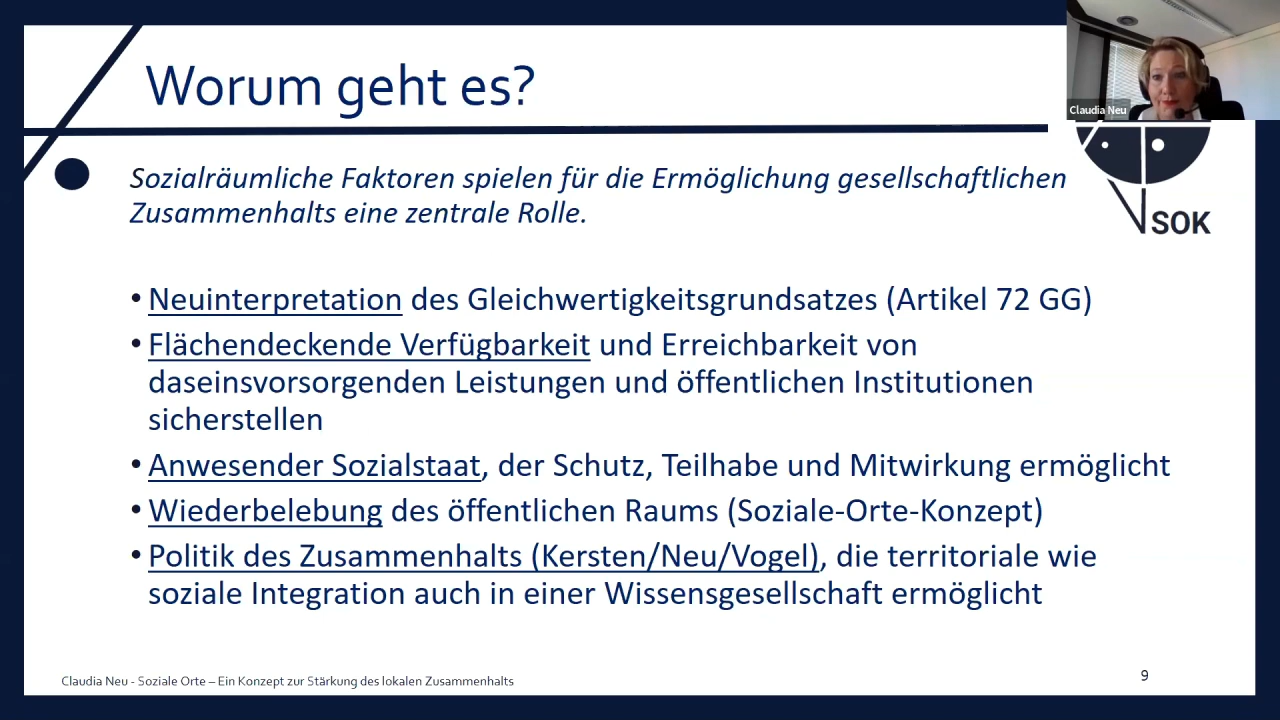 Worum geht es?
Claudia Neu
Sozialräumliche Faktoren spielen für die Ermöglichung gesellschaftlichen
Zusammenhalts eine zentrale Rolle.
SOK
• Neuinterpretation des Gleichwertigkeitsgrundsatzes (Artikel 72 GG)
• Flächendeckende Verfügbarkeit und Erreichbarkeit von
daseinsvorsorgenden Leistungen und öffentlichen Institutionen
sicherstellen
• Anwesender Sozialstaat, der Schutz, Teilhabe und Mitwirkung ermöglicht
• Wiederbelebung des öffentlichen Raums (Soziale-Orte-Konzept)
• Politik des Zusammenhalts (Kersten/Neu/Vogel), die territoriale wie
soziale Integration auch in einer Wissensgesellschaft ermöglicht
Claudia Neu - Soziale Orte – Ein Konzept zur Stärkung des lokalen Zusammenhalts
9